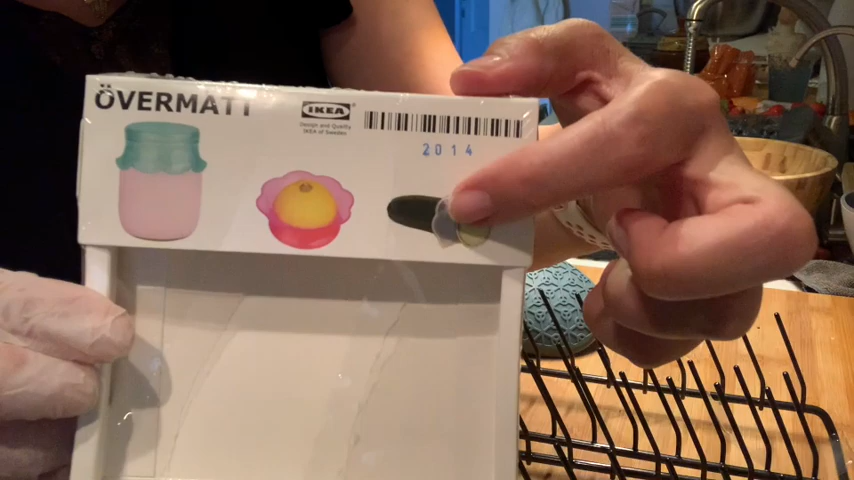 ÖVERMATT
IKEA®
Design and Quality
IKEA of Sweden
2014